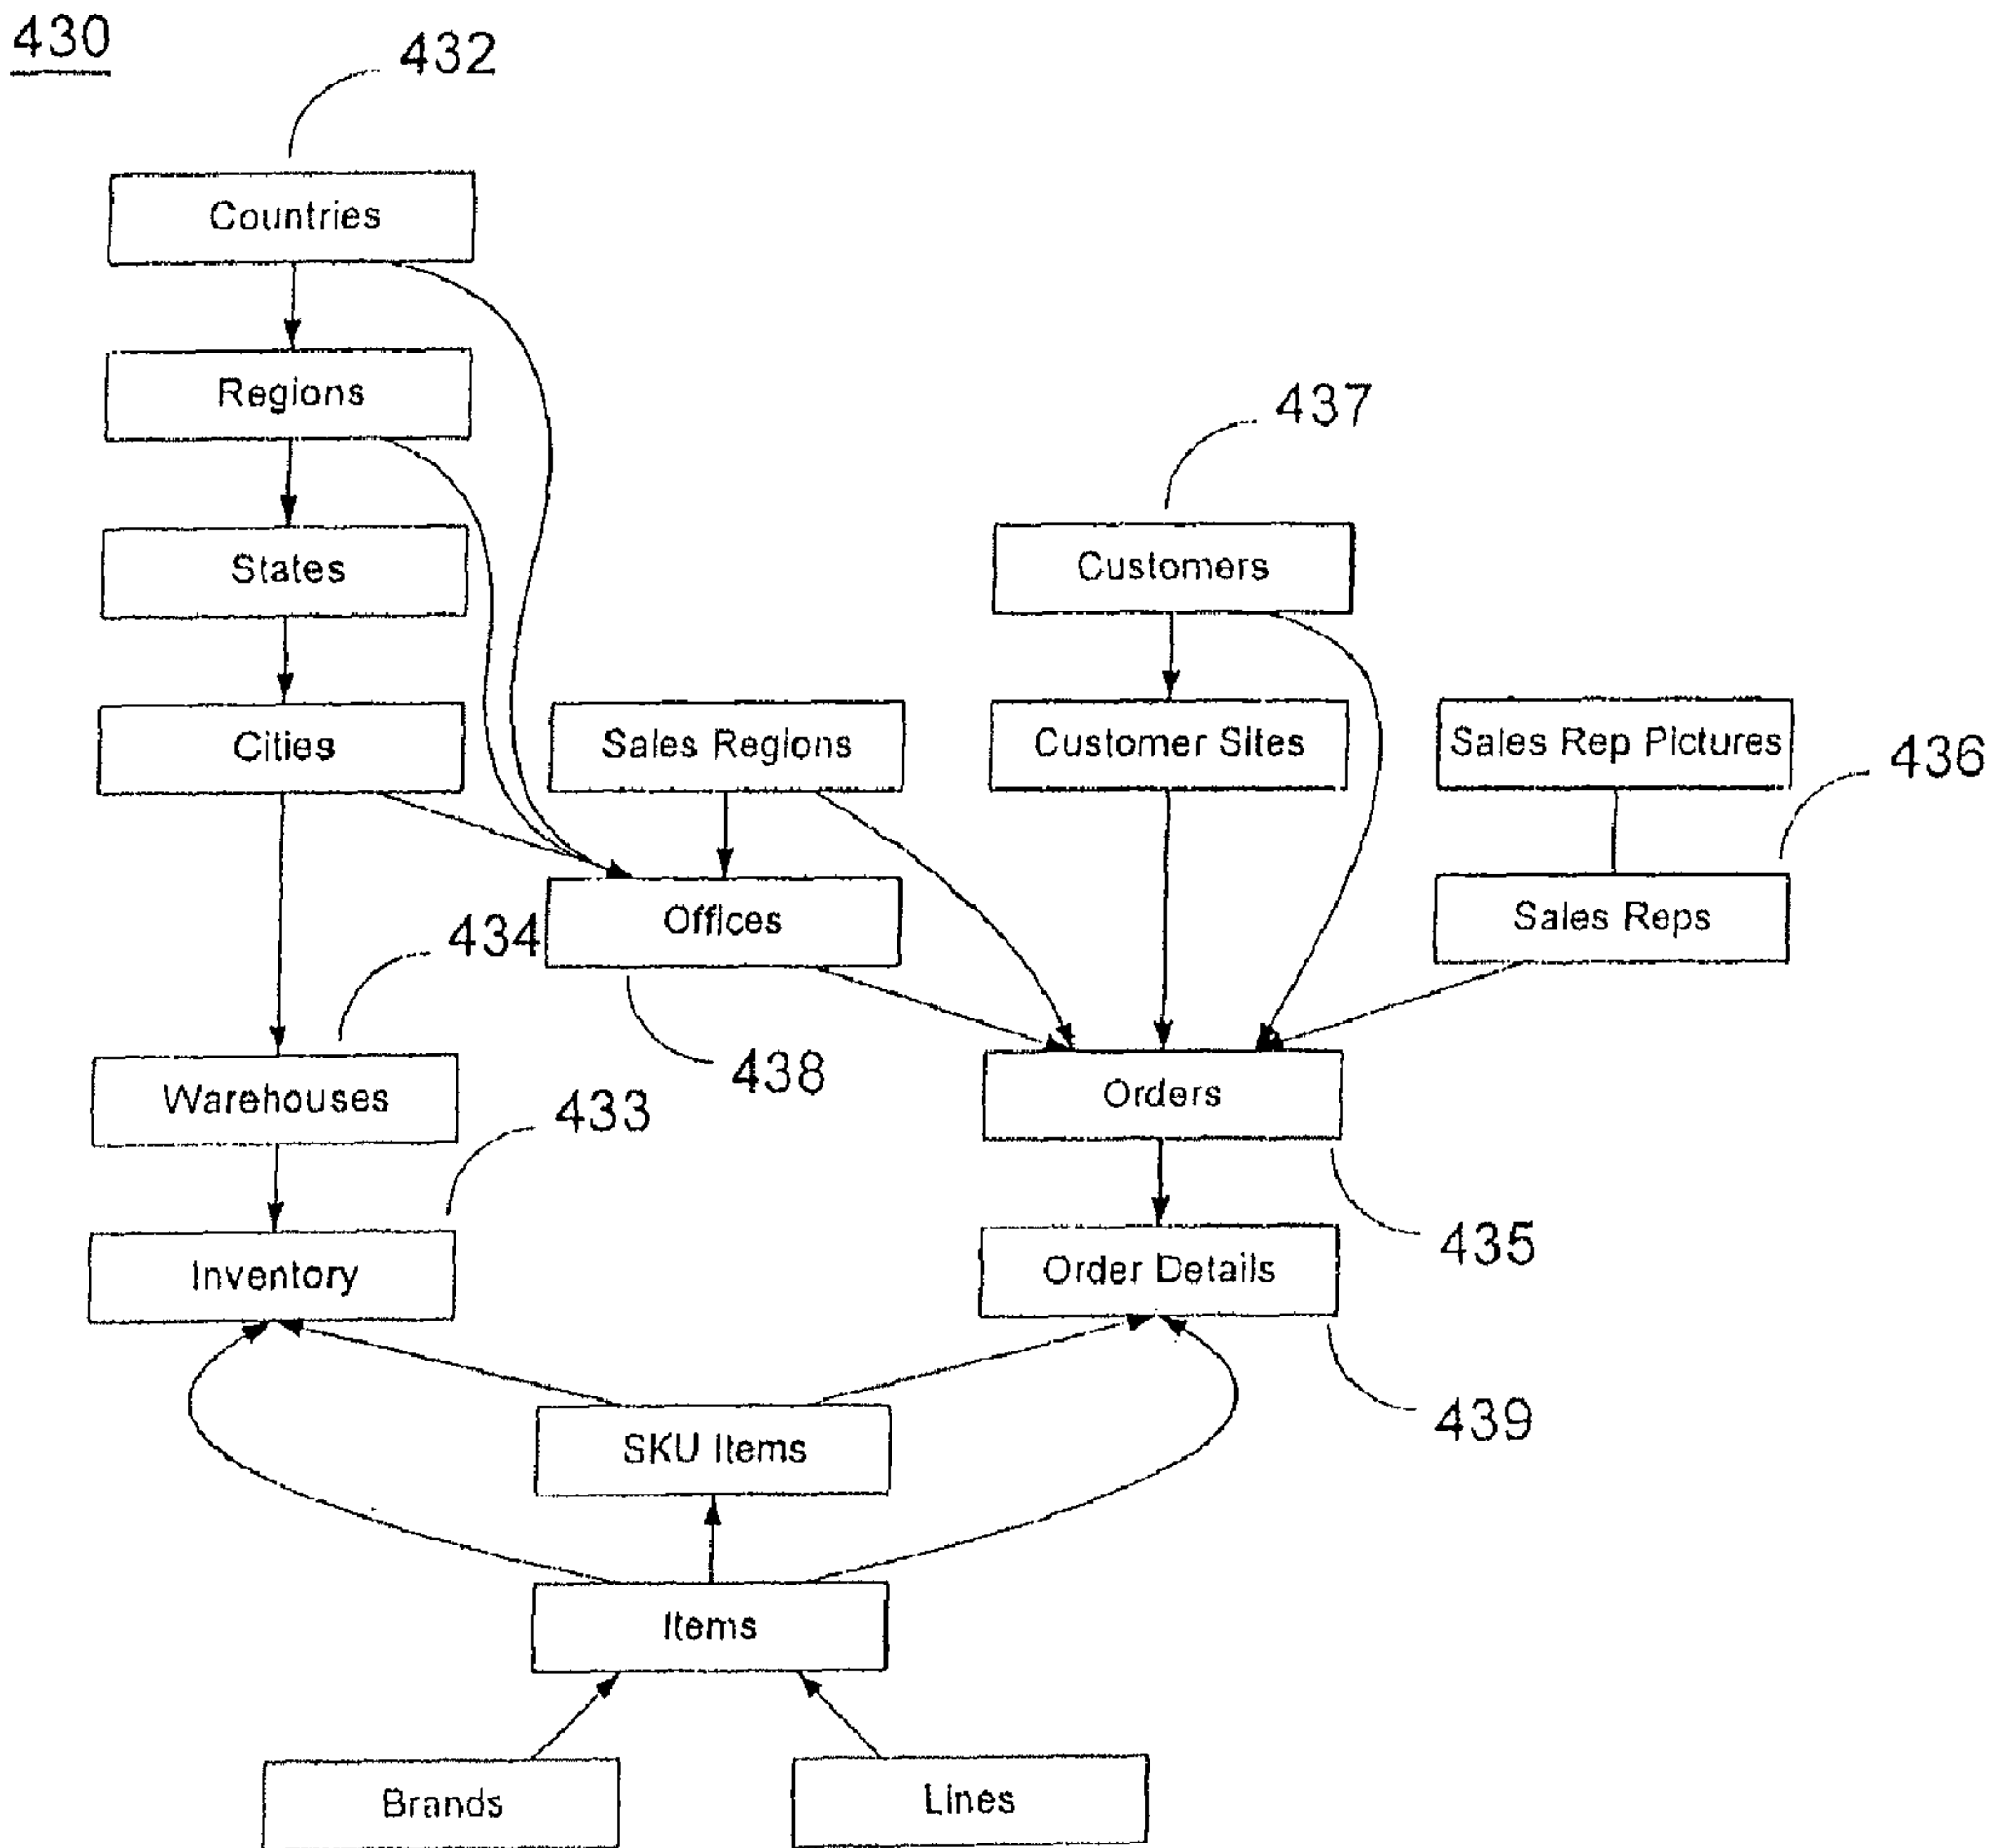 430
432
Countries
Regions
437
States
Customers
Cities
Sales Regions
Customer Sites
Sales Rep Pictures
436
434
Offices
Sales Reps
438
Warehouses
433
Orders
435
Inventory
Order Details
439
SKU Items
Items
Brands
Lines